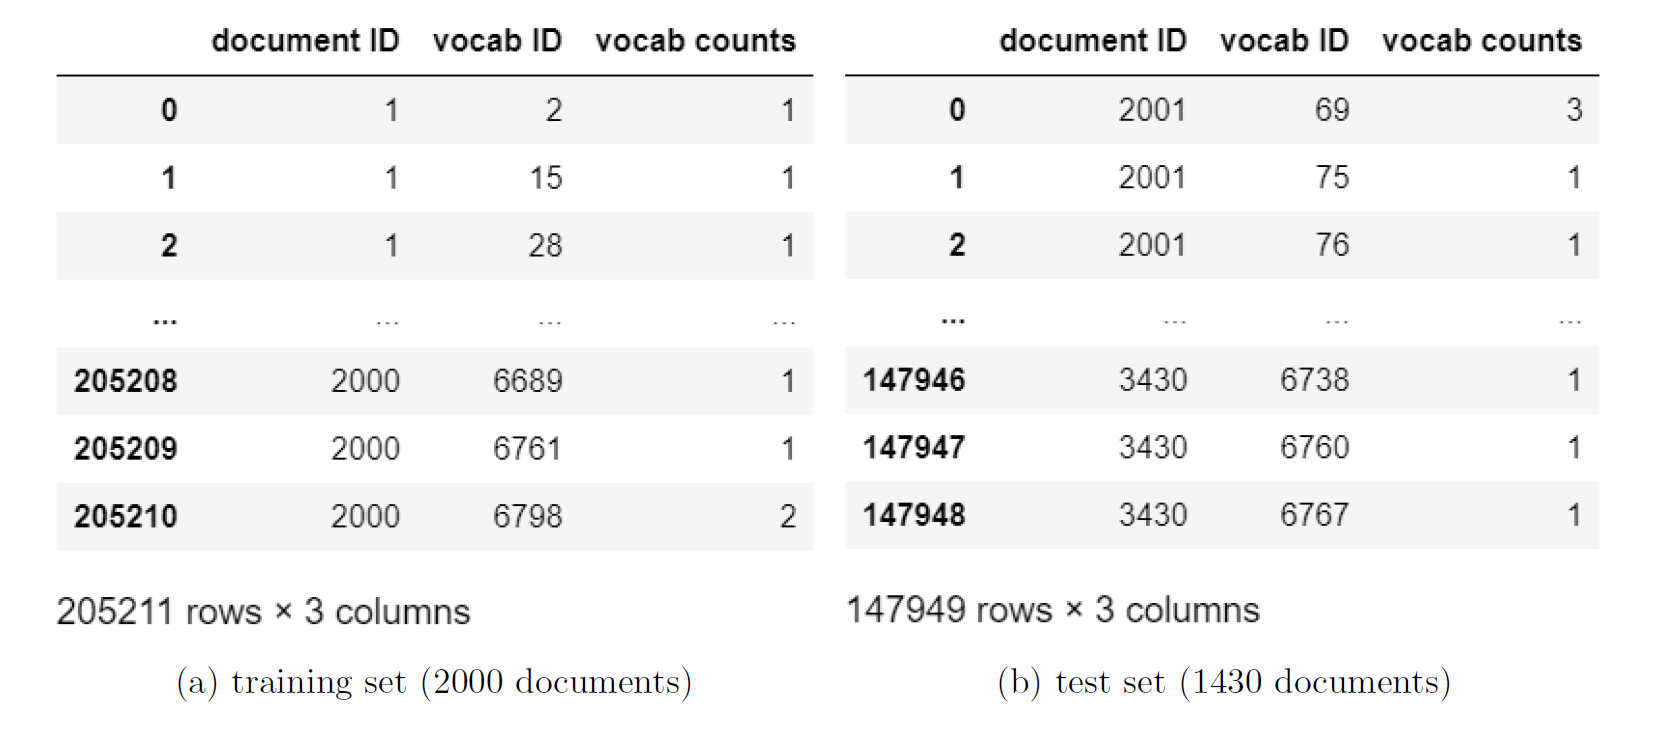 document ID vocab ID vocab counts
0 1 2 1
1 1 15 1
2 1 28 1
... ... ... ...
205208 2000 6689 1
205209 2000 6761 1
205210 2000 6798 2
205211 rows × 3 columns
(a) training set (2000 documents)
document ID vocab ID vocab counts
0 2001 69 3
1 2001 75 1
2 2001 76 1
... ... ... ...
147946 3430 6738 1
147947 3430 6760 1
147948 3430 6767 1
147949 rows × 3 columns
(b) test set (1430 documents)